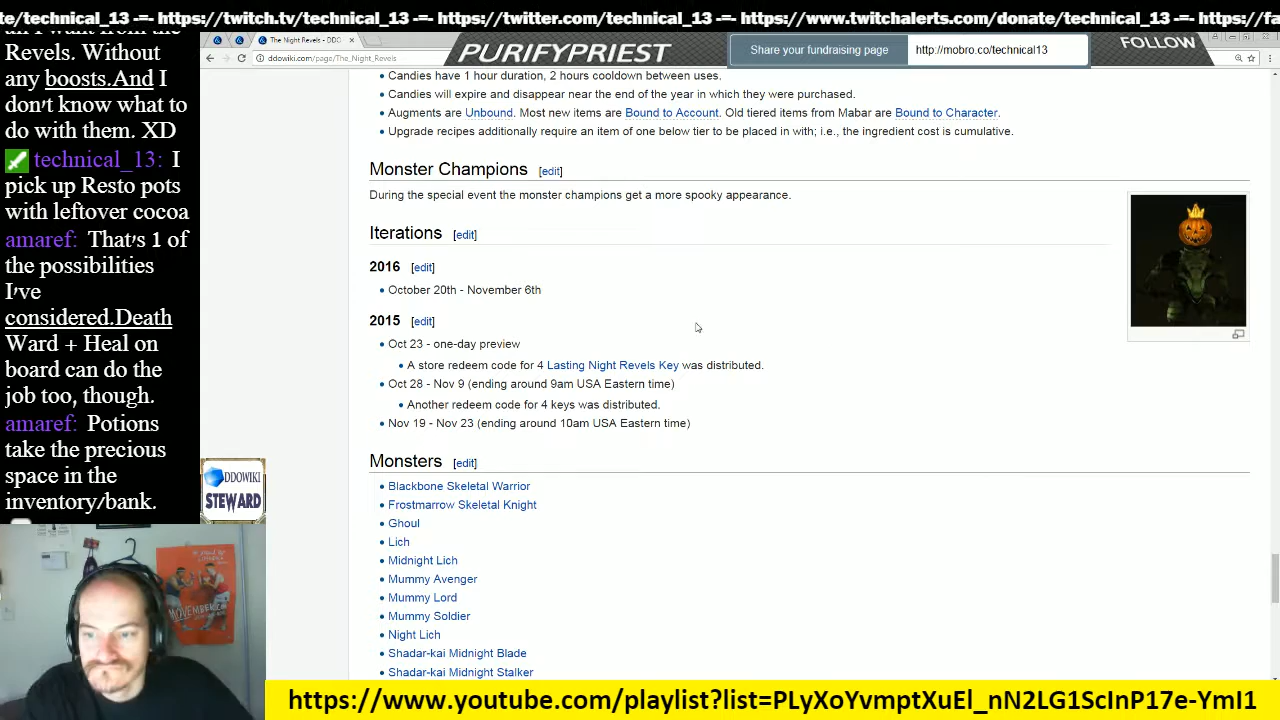 te/technical_13 -=- https://twitch.tv/technical_13 -=- https://twitter.com/technical_13 -=- https://www.twitchalerts.com/donate/technical_13 -=- https://fa
The Night Revels - DDO
ddowiki.com/page/The_Night_Revels
PURIFYPRIEST
Share your fundraising page
http://mobro.co/technical13
FOLLOW
all I want from the
Revels. Without
any boosts.And I
don't know what to
do with them. XD
technical_13: I
pick up Resto pots
with leftover cocoa
amaref: That's 1 of
the possibilities
I've
considered.Death
Ward + Heal on
board can do the
job too, though.
amaref: Potions
take the precious
space in the
inventory/bank.
DDOWIKI
STEWARD
MOVEMBER.COM
Candies have 1 hour duration, 2 hours cooldown between uses.
Candies will expire and disappear near the end of the year in which they were purchased.
Augments are Unbound. Most new items are Bound to Account. Old tiered items from Mabar are Bound to Character.
Upgrade recipes additionally require an item of one below tier to be placed in with; i.e., the ingredient cost is cumulative.
Monster Champions [edit]
During the special event the monster champions get a more spooky appearance.
Iterations [edit]
2016 [edit]
October 20th - November 6th
2015 [edit]
Oct 23 - one-day preview
A store redeem code for 4 Lasting Night Revels Key was distributed.
Oct 28 - Nov 9 (ending around 9am USA Eastern time)
Another redeem code for 4 keys was distributed.
Nov 19 - Nov 23 (ending around 10am USA Eastern time)
Monsters [edit]
Blackbone Skeletal Warrior
Frostmarrow Skeletal Knight
Ghoul
Lich
Midnight Lich
Mummy Avenger
Mummy Lord
Mummy Soldier
Night Lich
Shadar-kai Midnight Blade
Shadar-kai Midnight Stalker
https://www.youtube.com/playlist?list=PLyXoYvmptXuEl_nN2LG1ScInP17e-YmI1